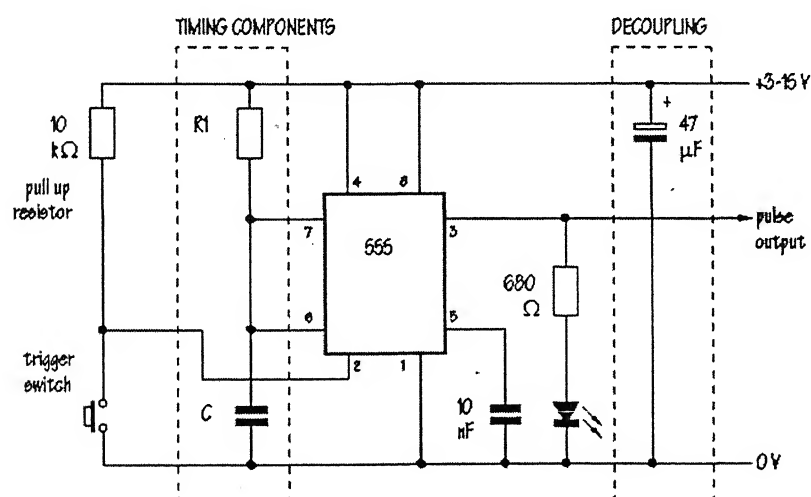 TIMING COMPONENTS
DECOUPLING
+3-15 V
10
kΩ
R1
+
47
µF
pull up
resistor
4
8
7
3
555
pulse
output
680
Ω
6
5
2
1
trigger
switch
C
10
nF
0 V